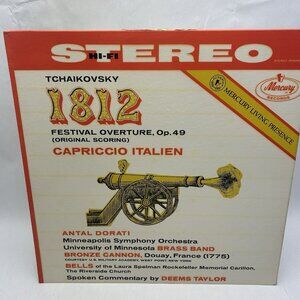 STEREO
HI-FI
TCHAIKOVSKY
1812
FESTIVAL OVERTURE, Op. 49
(ORIGINAL SCORING)
CAPRICCIO ITALIEN
Mercury
RECORDS
MERCURY LIVING PRESENCE
ANTAL DORATI
Minneapolis Symphony Orchestra
University of Minnesota BRASS BAND
BRONZE CANNON, Douay, France (1775)
COURTESY U.S. MILITARY ACADEMY, WEST POINT, NEW YORK
BELLS of the Laura Spelman Rockefeller Memorial Carillon,
The Riverside Church
Spoken Commentary by DEEMS TAYLOR